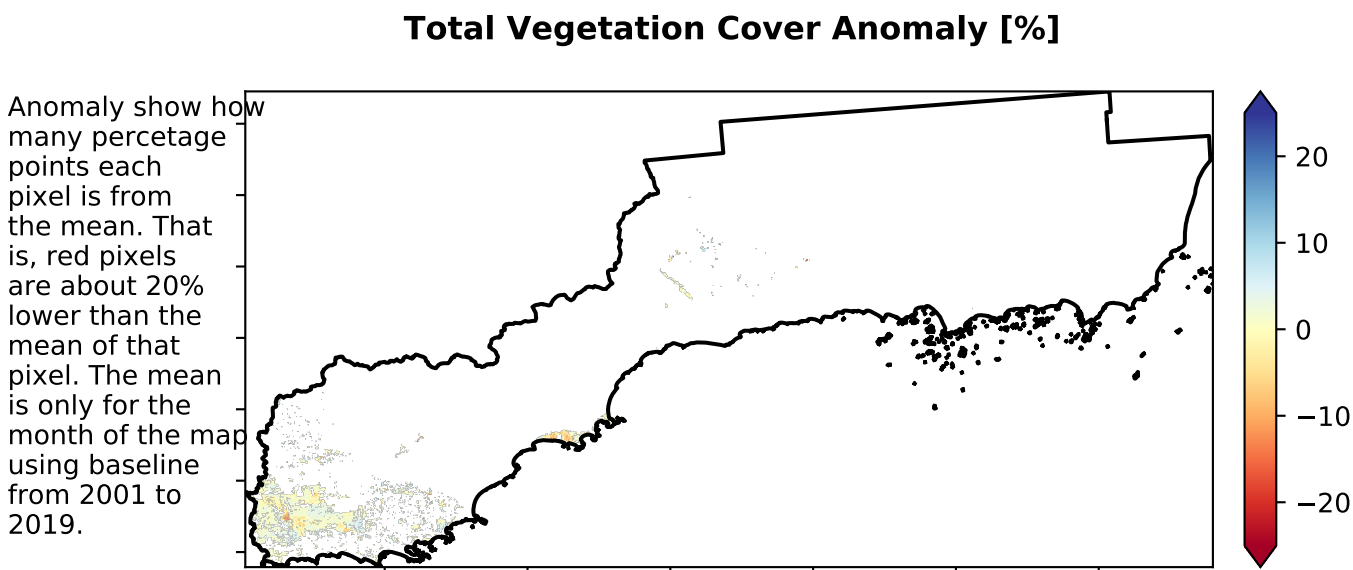 Total Vegetation Cover Anomaly [%]
Anomaly show how
many percetage
points each
pixel is from
the mean. That
is, red pixels
are about 20%
lower than the
mean of that
pixel. The mean
is only for the
month of the map
using baseline
from 2001 to
2019.
20
10
0
−10
−20